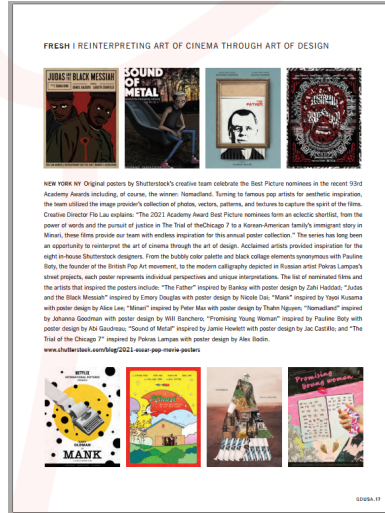 FRESH | REINTERPRETING ART OF CINEMA THROUGH ART OF DESIGN
JUDAS AND THE BLACK MESSIAH
SOUND
OF
METAL
THE
FATHER
NEW YORK NY Original posters by Shutterstock's creative team celebrate the Best Picture nominees in the recent 93rd
Academy Awards including, of course, the winner: Nomadland. Turning to famous pop artists for aesthetic inspiration,
the team utilized the image provider's collection of photos, vectors, patterns, and textures to capture the spirit of the films.
Creative Director Flo Lau explains: "The 2021 Academy Award Best Picture nominees form an eclectic shortlist, from the
power of words and the pursuit of justice in The Trial of theChicago 7 to a Korean-American family's immigrant story in
Minari, these films provide our team with endless inspiration for this annual poster collection." The series has long been
an opportunity to reinterpret the art of cinema through the art of design. Acclaimed artists provided inspiration for the
eight in-house Shutterstock designers. From the bubbly color palette and black collage elements synonymous with Pauline
Boty, the founder of the British Pop Art movement, to the modern calligraphy depicted in Russian artist Pokras Lampas's
street projects, each poster represents individual perspectives and unique interpretations. The list of nominated films and
the artists that inspired the posters include: "The Father" inspired by Banksy with poster design by Zahi Haddad; "Judas
and the Black Messiah" inspired by Emory Douglas with poster design by Nicole Dai; "Mank" inspired by Yayoi Kusama
with poster design by Alice Lee; "Minari" inspired by Peter Max with poster design by Thahn Nguyen; "Nomadland" inspired
by Johanna Goodman with poster design by Will Banchero; "Promising Young Woman" inspired by Pauline Boty with
poster design by Abi Gaudreau; "Sound of Metal" inspired by Jamie Hewlett with poster design by Jac Castillo; and "The
Trial of the Chicago 7" inspired by Pokras Lampas with poster design by Alex Bodin.
www.shutterstock.com/blog/2021-oscar-pop-movie-posters
NETFLIX
GARY
OLDMAN
MANK
Minari
Promising
Young woman
GDUSA.17